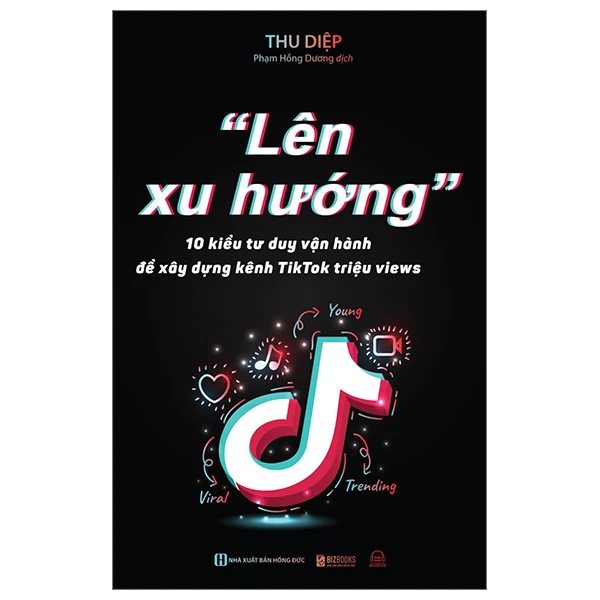 THU DIỆP
Phạm Hồng Dương dịch
“Lên
xu hướng”
10 kiểu tư duy vận hành
để xây dựng kênh TikTok triệu views
Young
Viral
Trending
NHÀ XUẤT BẢN HỒNG ĐỨC
BIZBOOKS